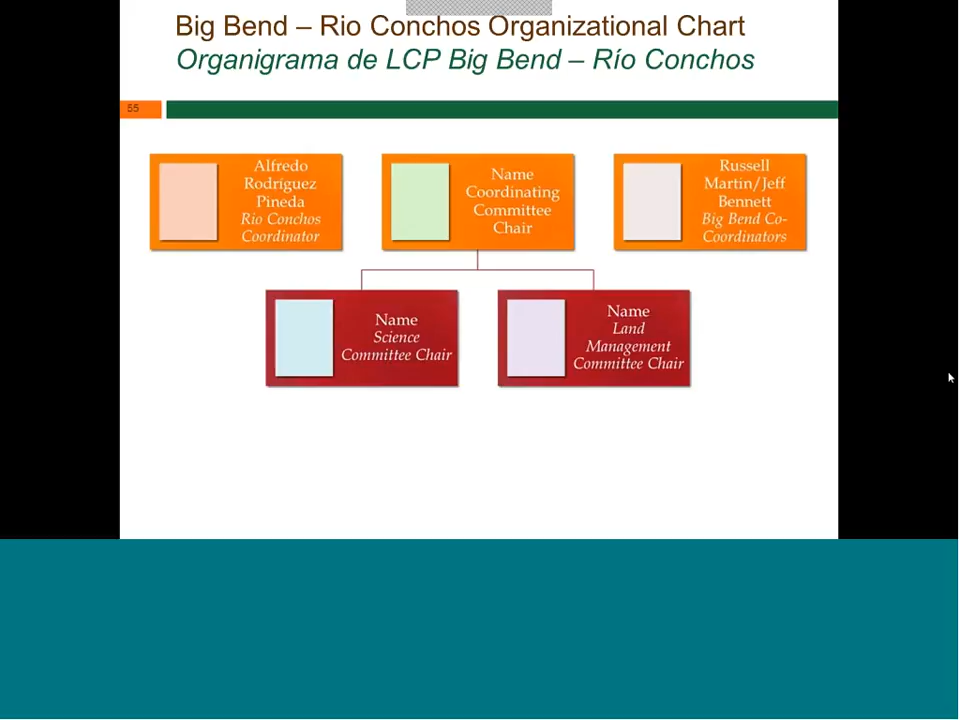 Big Bend – Rio Conchos Organizational Chart
Organigrama de LCP Big Bend – Río Conchos
55
Alfredo
Rodríguez
Pineda
Rio Conchos
Coordinator
Name
Coordinating
Committee
Chair
Russell
Martin/Jeff
Bennett
Big Bend Co-
Coordinators
Name
Science
Committee Chair
Name
Land
Management
Committee Chair